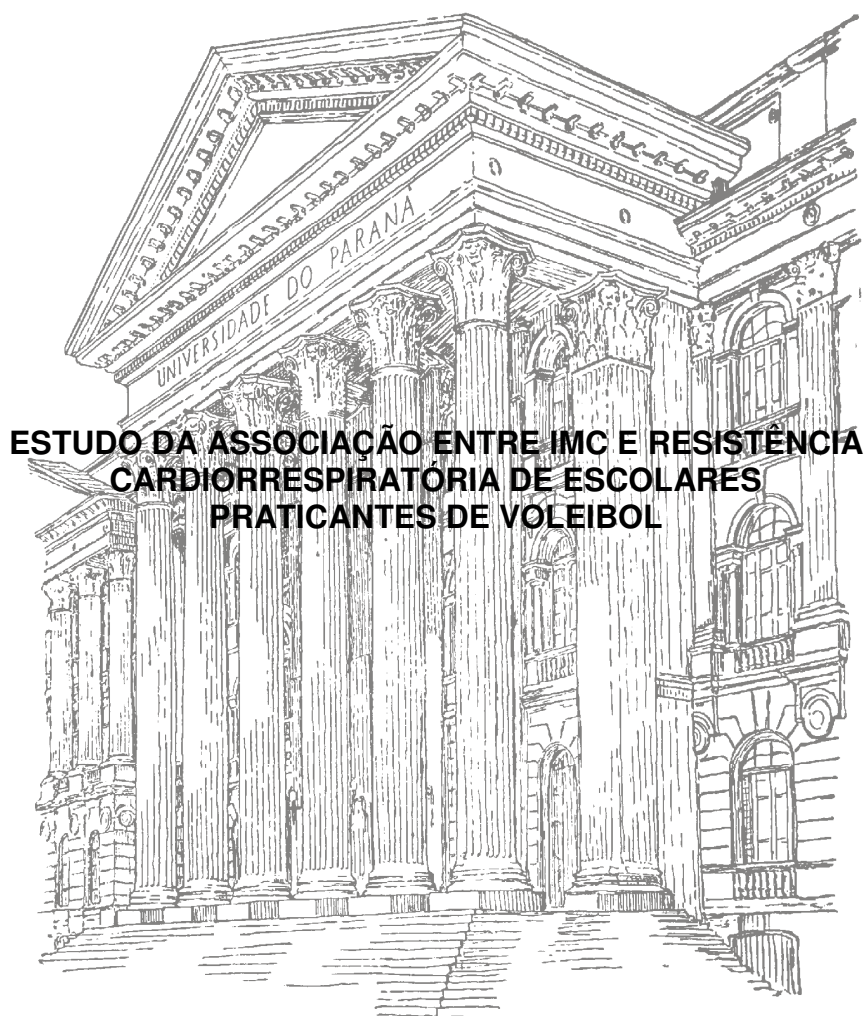 UNIVERSIDADE DO PARANÁ
ESTUDO DA ASSOCIAÇÃO ENTRE IMC E RESISTÊNCIA
CARDIORRESPIRATÓRIA DE ESCOLARES
PRATICANTES DE VOLEIBOL